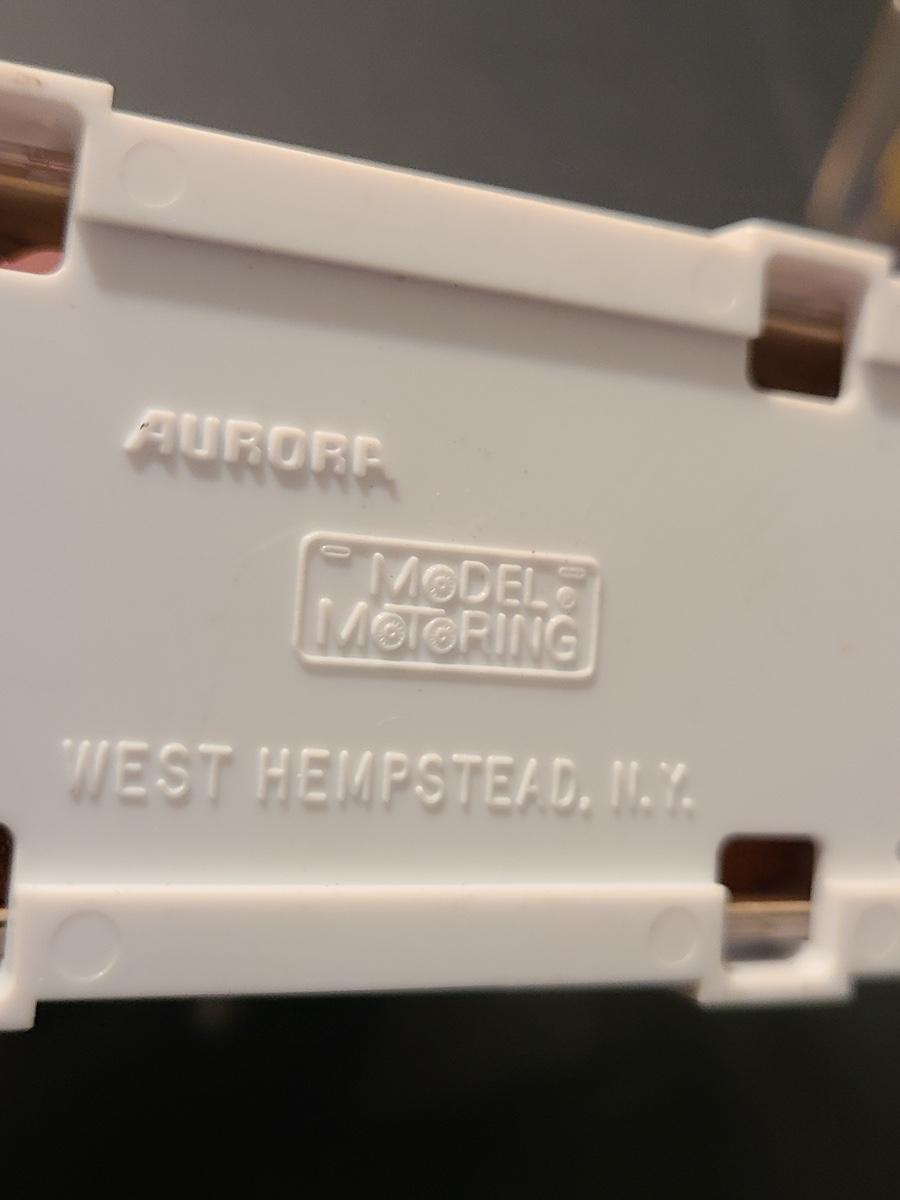 AURORA
MODEL
MOTORING
WEST HEMPSTEAD, N.Y.